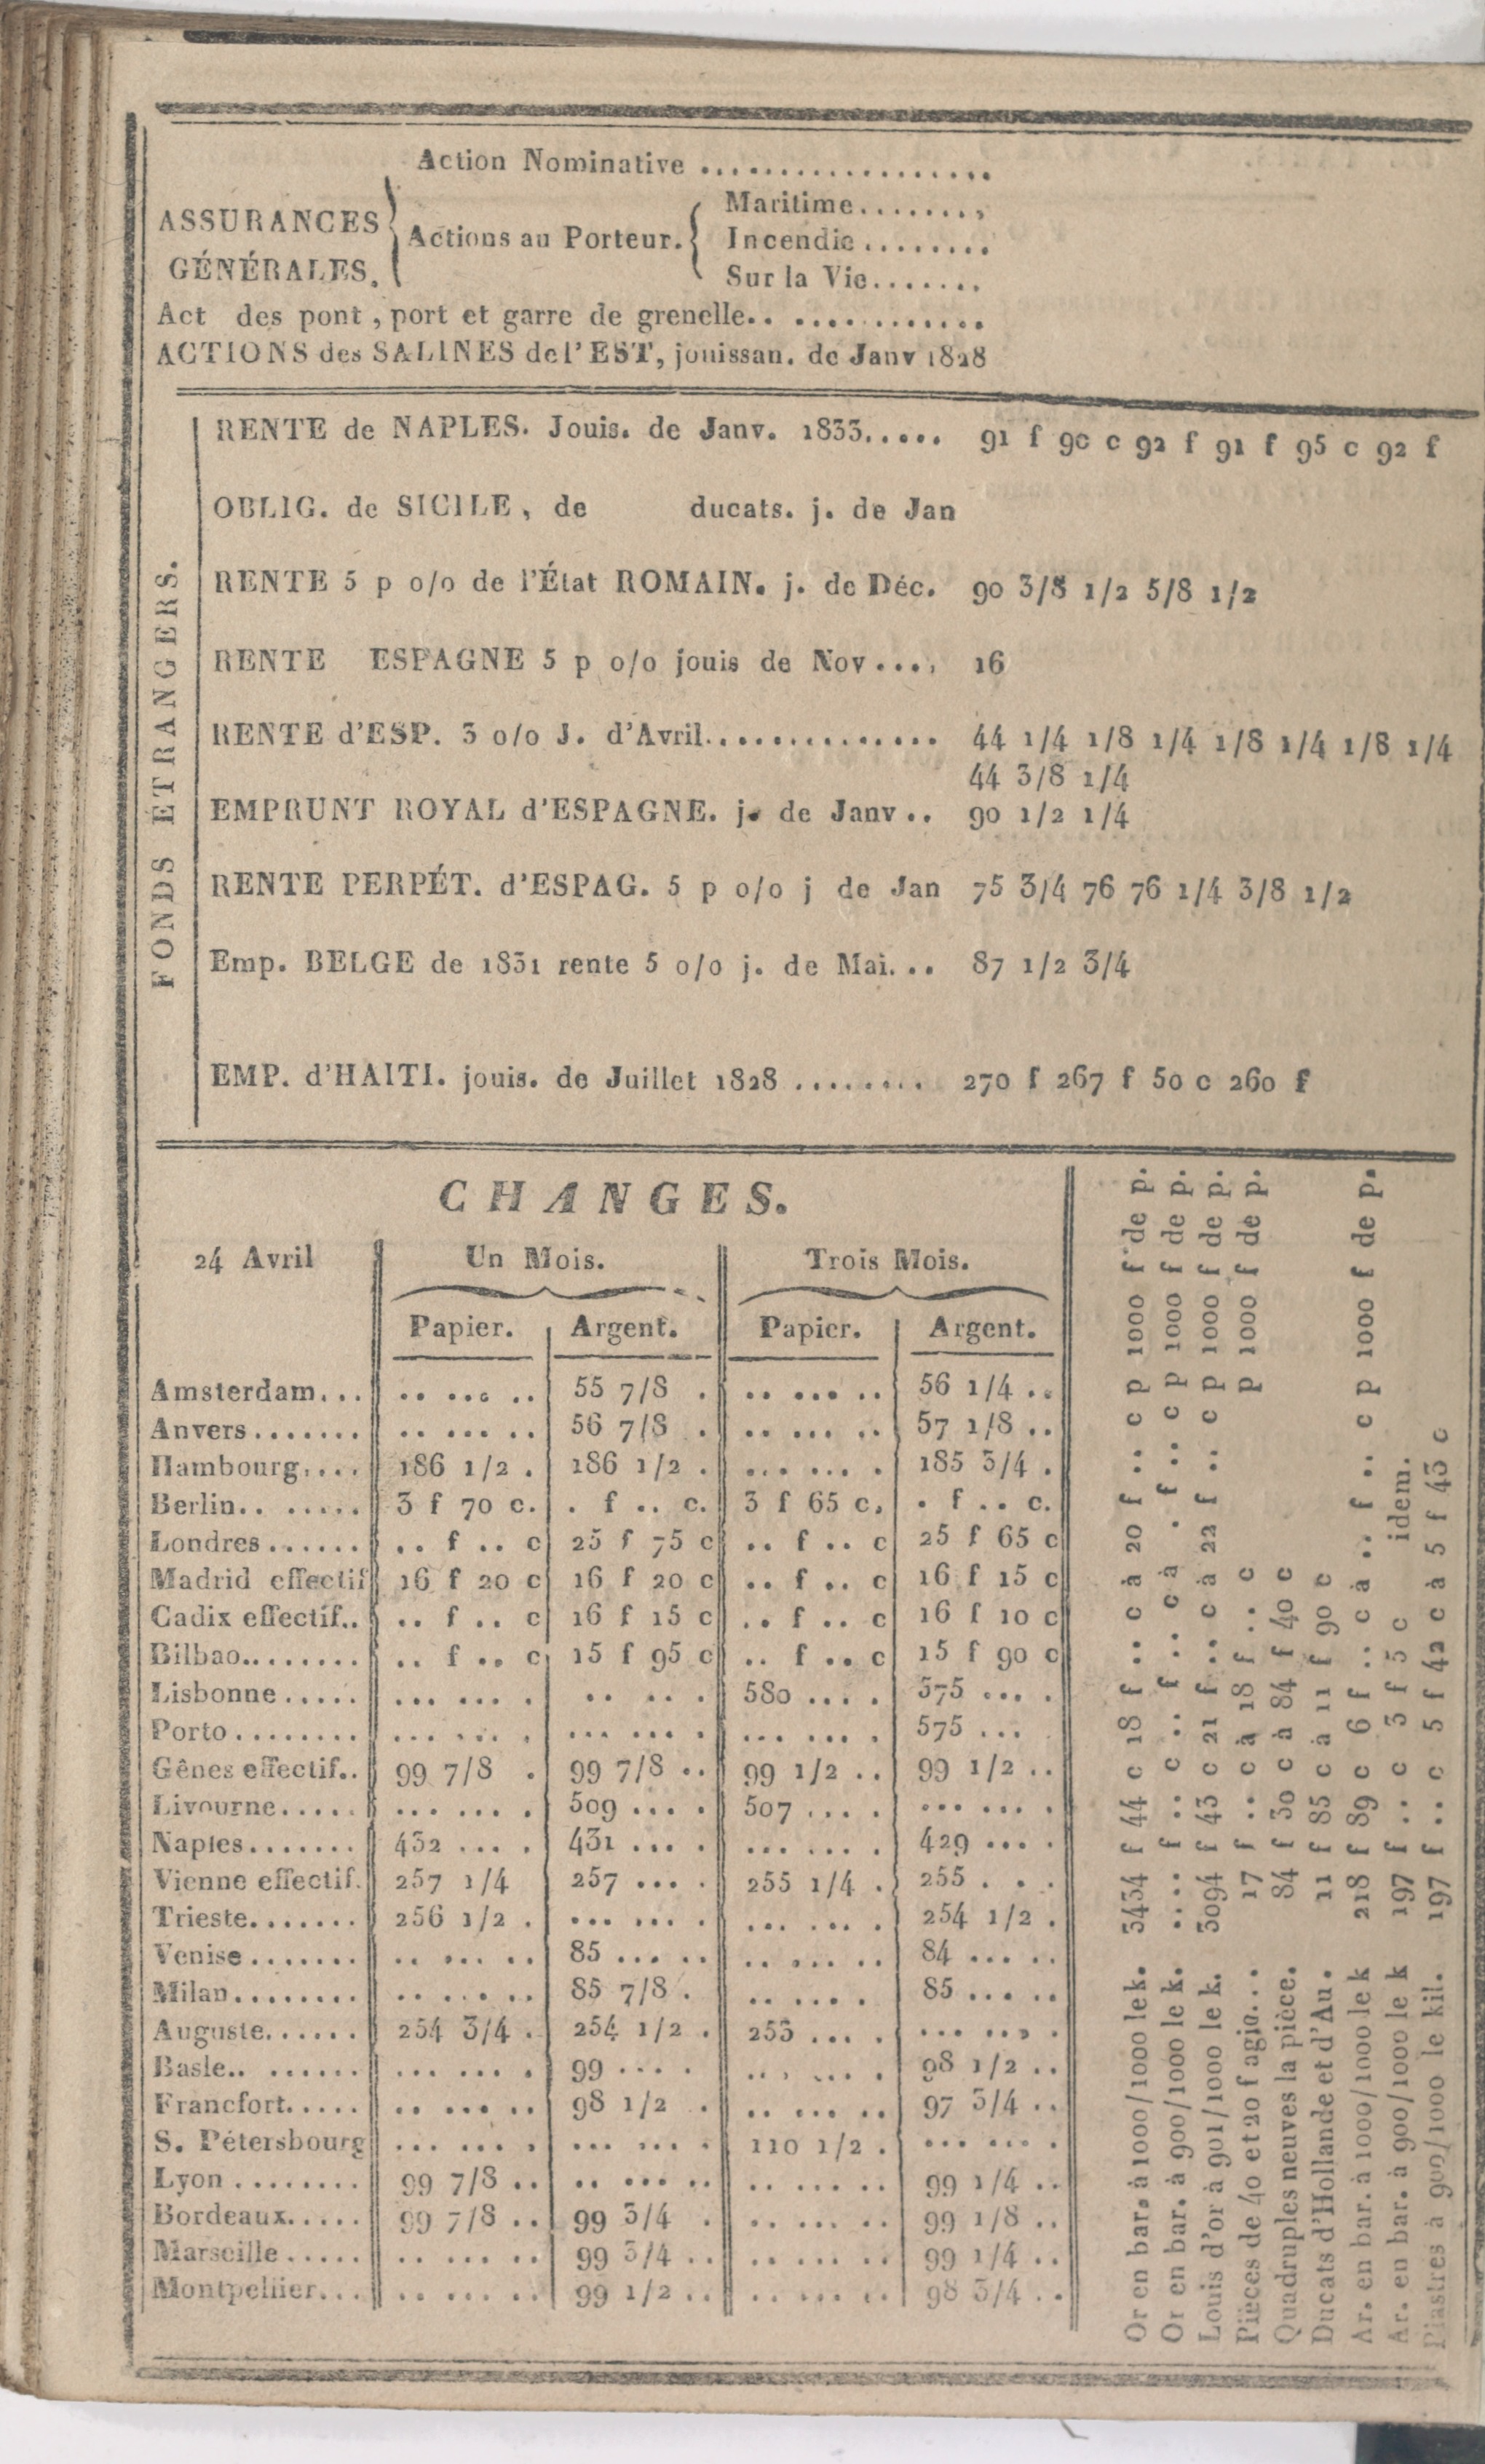 Action Nominative ..................
ASSURANCES
GÉNÉRALES.
Actions au Porteur.
Maritime........
Incendie........
Sur la Vie.......
Act des pont, port et garre de grenelle.. ............
ACTIONS des SALINES de l'EST, jouissan. de Janv 1828
FONDS ÉTRANGERS.
RENTE de NAPLES. Jouis. de Janv. 1833..... 91 f 90 c 92 f 91 f 95 c 92 f
OBLIG. de SICILE, de ducats. j. de Jan
RENTE 5 p o/o de l'État ROMAIN. j. de Déc. 90 3/8 1/2 5/8 1/2
RENTE ESPAGNE 5 p o/o jouis de Nov.... 16
RENTE d'ESP. 3 o/o J. d'Avril.............. 44 1/4 1/8 1/4 1/8 1/4 1/8 1/4
44 3/8 1/4
EMPRUNT ROYAL d'ESPAGNE. j. de Janv.. 90 1/2 1/4
RENTE PERPÉT. d'ESPAG. 5 p o/o j de Jan 75 3/4 76 76 1/4 3/8 1/2
Emp. BELGE de 1831 rente 5 o/o j. de Mai... 87 1/2 3/4
EMP. d'HAITI. jouis. de Juillet 1828 ........ 270 f 267 f 50 c 260 f
CHANGES.
24 Avril Un Mois. Trois Mois.
Papier. Argent. Papier. Argent.
Amsterdam... .. ... .. 55 7/8 . .. ... .. 56 1/4 ..
Anvers....... .. ... .. 56 7/8 . .. ... .. 57 1/8 ..
Hambourg.... 186 1/2 . 186 1/2 . ... ... . 185 3/4 .
Berlin.. ..... 3 f 70 c. . f .. c. 3 f 65 c. . f .. c.
Londres...... .. f .. c 25 f 75 c .. f .. c 25 f 65 c
Madrid effectif 16 f 20 c 16 f 20 c .. f .. c 16 f 15 c
Cadix effectif.. .. f .. c 16 f 15 c .. f .. c 16 f 10 c
Bilbao........ .. f .. c 15 f 95 c .. f .. c 15 f 90 c
Lisbonne..... ... ... . .. .. . 580 .... . 575 ... .
Porto........ ... ... . ... ... . ... ... . 575 ...
Gênes effectif.. 99 7/8 . 99 7/8 .. 99 1/2 .. 99 1/2 ..
Livourne..... ... ... . 509 ... . 507 .... . ... ... .
Naples....... 432 ... . 431 ... . ... ... . 429 ... .
Vienne effectif. 257 1/4 257 ... . 255 1/4 . 255 . . .
Trieste....... 256 1/2 . ... ... . ... ... . 254 1/2 .
Venise....... .. ... .. 85 ... .. .. ... .. 84 ... ..
Milan........ .. ... .. 85 7/8 . .. ... . 85 ... ..
Auguste...... 254 3/4 . 254 1/2 . 253 ... . ... ... .
Basle.. ...... ... ... . 99 .... . ... ... . 98 1/2 ..
Francfort..... .. ... .. 98 1/2 . .. ... .. 97 3/4 ..
S. Pétersbourg ... ... . ... ... . 110 1/2 . ... ... .
Lyon ........ 99 7/8 .. .. ... .. .. ... .. 99 1/4 ..
Bordeaux..... 99 7/8 .. 99 3/4 . .. ... .. 99 1/8 ..
Marseille..... .. ... .. 99 3/4 .. .. ... .. 99 1/4 ..
Montpellier... .. ... .. 99 1/2 .. .. ... .. 98 3/4 ..
Or en bar. à 1000/1000 le k. 3434 f 44 c 18 f .. c à 20 f .. c p 1000 f de p.
Or en bar. à 900/1000 le k. .... f .. c .. f .. c à . f .. c p 1000 f de p.
Louis d'or à 901/1000 le k. 3094 f 43 c 21 f .. c à 22 f .. c p 1000 f de p.
Pièces de 40 et 20 f agio... 17 f .. c à 18 f .. c p 1000 f de p.
Quadruples neuves la pièce. 84 f 30 c à 84 f 40 c
Ducats d'Hollande et d'Au. 11 f 85 c à 11 f 90 c
Ar. en bar. à 1000/1000 le k 218 f 89 c 6 f .. c à .. f .. c p 1000 f de p.
Ar. en bar. à 900/1000 le k 197 f .. c 3 f 5 c idem.
Piastres à 900/1000 le kil. 197 f .. c 5 f 42 c à 5 f 43 c